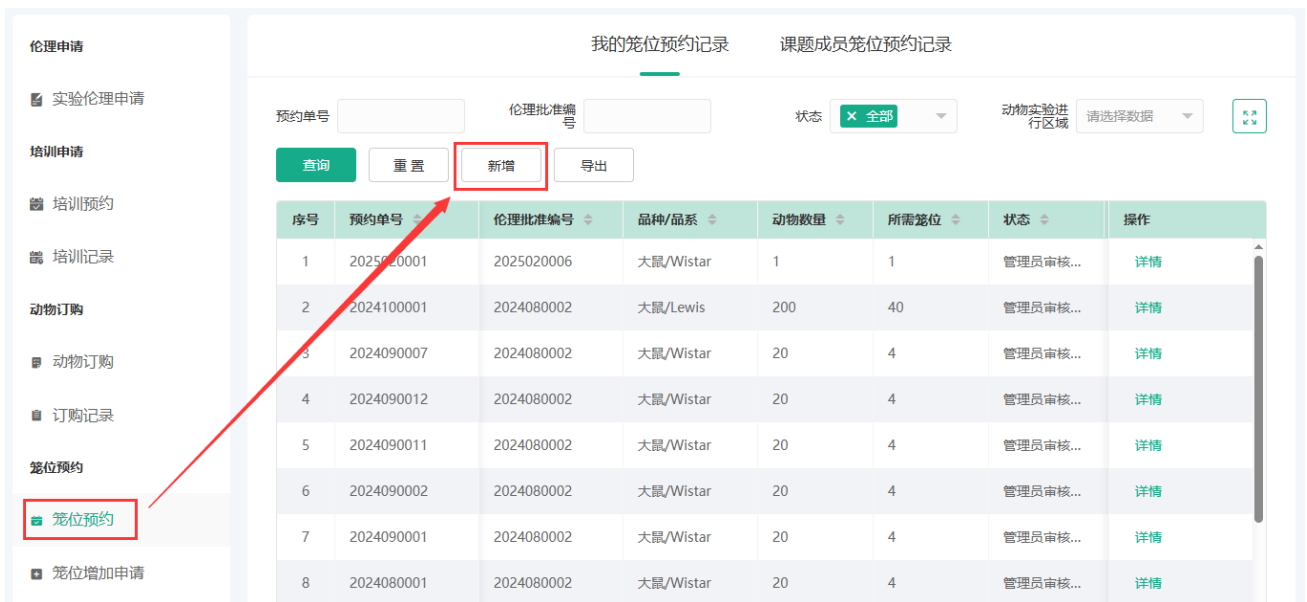 伦理申请
实验伦理申请
培训申请
培训预约
培训记录
动物订购
动物订购
订购记录
笼位预约
笼位预约
笼位增加申请
我的笼位预约记录 课题成员笼位预约记录
预约单号 伦理批准编号 状态 × 全部 动物实验进行区域 请选择数据
查询 重置 新增 导出
序号 预约单号 伦理批准编号 品种/品系 动物数量 所需笼位 状态 操作
1 2025020001 2025020006 大鼠/Wistar 1 1 管理员审核... 详情
2 2024100001 2024080002 大鼠/Lewis 200 40 管理员审核... 详情
3 2024090007 2024080002 大鼠/Wistar 20 4 管理员审核... 详情
4 2024090012 2024080002 大鼠/Wistar 20 4 管理员审核... 详情
5 2024090011 2024080002 大鼠/Wistar 20 4 管理员审核... 详情
6 2024090002 2024080002 大鼠/Wistar 20 4 管理员审核... 详情
7 2024090001 2024080002 大鼠/Wistar 20 4 管理员审核... 详情
8 2024080001 2024080002 大鼠/Wistar 20 4 管理员审核... 详情